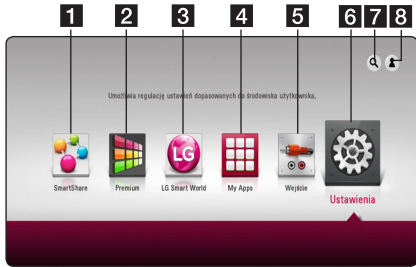 1 2 3 4 5 6 7 8
Umożliwia regulację ustawień dopasowanych do środowiska użytkownika.
LG
SmartShare Premium LG Smart World My Apps Wejście Ustawienia